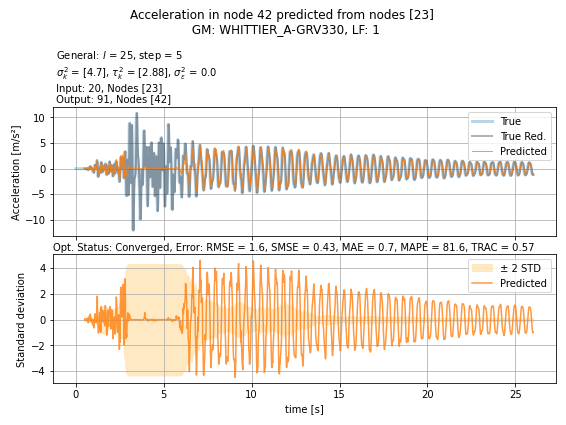 Acceleration in node 42 predicted from nodes [23]
GM: WHITTIER_A-GRV330, LF: 1
General: l = 25, step = 5
σ²ₖ = [4.7], τ²ₖ = [2.88], σ²ε = 0.0
Input: 20, Nodes [23]
Output: 91, Nodes [42]
Acceleration [m/s²]
10
5
0
−5
−10
True
True Red.
Predicted
Opt. Status: Converged, Error: RMSE = 1.6, SMSE = 0.43, MAE = 0.7, MAPE = 81.6, TRAC = 0.57
Standard deviation
4
2
0
−2
−4
± 2 STD
Predicted
0 5 10 15 20 25
time [s]